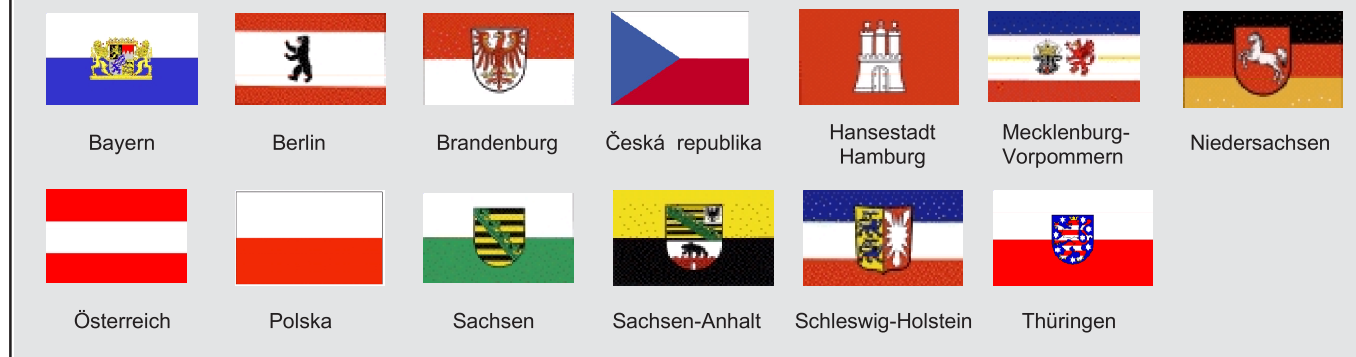 Bayern
Berlin
Brandenburg
Česká republika
Hansestadt
Hamburg
Mecklenburg-
Vorpommern
Niedersachsen
Österreich
Polska
Sachsen
Sachsen-Anhalt
Schleswig-Holstein
Thüringen